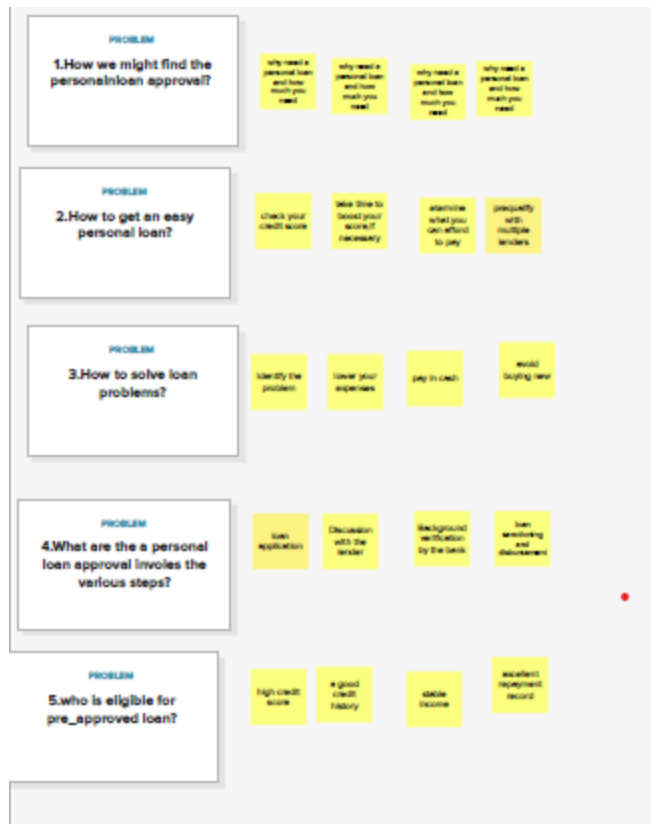 PROBLEM
1.How we might find the
personalnloan approval?
why need a
personal loan
and how
much you
need
why need a
personal loan
and how
much you
need
why need a
personal loan
and how
much you
need
why need a
personal loan
and how
much you
need
PROBLEM
2.How to get an easy
personal loan?
check your
credit score
take time to
boost your
score,if
necessary
etermine
what you
can afford
to pay
prequalify
with
multiple
lenders
PROBLEM
3.How to solve loan
problems?
Identify the
problem
lower your
expenses
pay in cash
avoid
buying new
PROBLEM
4.What are the a personal
loan approval involes the
various steps?
loan
application
Discussion
with the
lender
Background
verification
by the bank
loan
sanctioning
and
disbursement
PROBLEM
5.who is eligible for
pre_approved loan?
high credit
score
a good
credit
history
stable
income
excellent
repayment
record